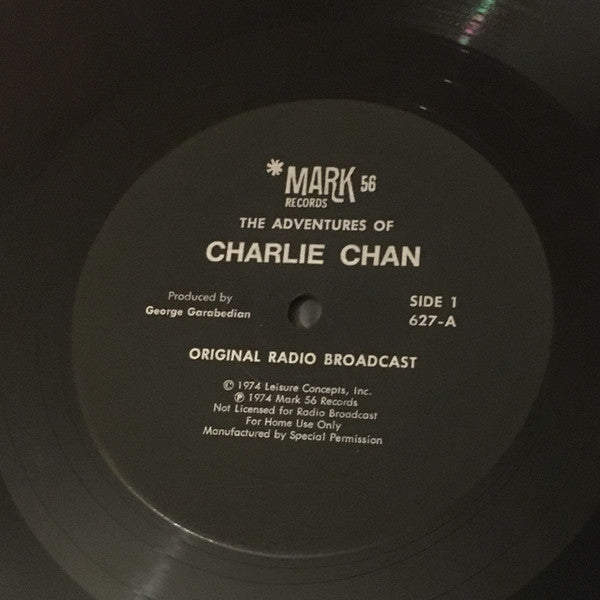 *MARK 56
RECORDS
THE ADVENTURES OF
CHARLIE CHAN
Produced by
George Garabedian
SIDE 1
627-A
ORIGINAL RADIO BROADCAST
© 1974 Leisure Concepts, Inc.
℗ 1974 Mark 56 Records
Not Licensed for Radio Broadcast
For Home Use Only
Manufactured by Special Permission